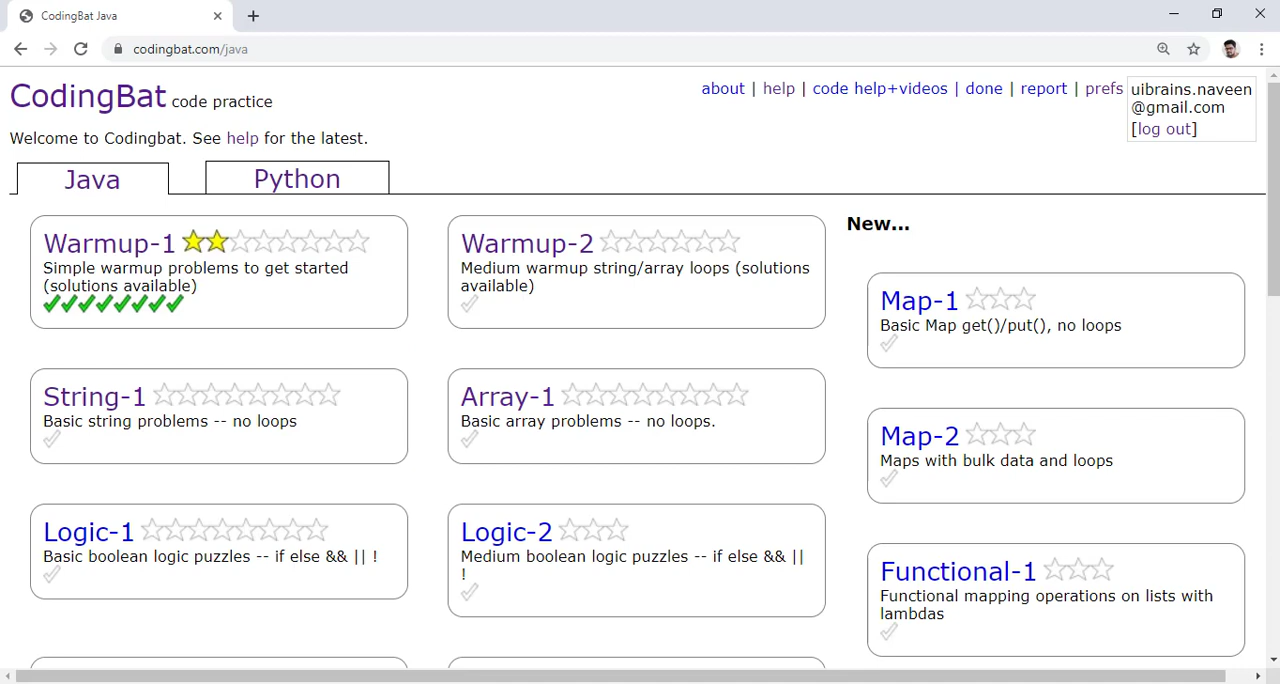 CodingBat Java
codingbat.com/java
CodingBat code practice
about | help | code help+videos | done | report | prefs
uibrains.naveen
@gmail.com
[log out]
Welcome to Codingbat. See help for the latest.
Java
Python
Warmup-1
Simple warmup problems to get started
(solutions available)
Warmup-2
Medium warmup string/array loops (solutions
available)
New...
Map-1
Basic Map get()/put(), no loops
String-1
Basic string problems -- no loops
Array-1
Basic array problems -- no loops.
Map-2
Maps with bulk data and loops
Logic-1
Basic boolean logic puzzles -- if else && || !
Logic-2
Medium boolean logic puzzles -- if else && ||
!
Functional-1
Functional mapping operations on lists with
lambdas